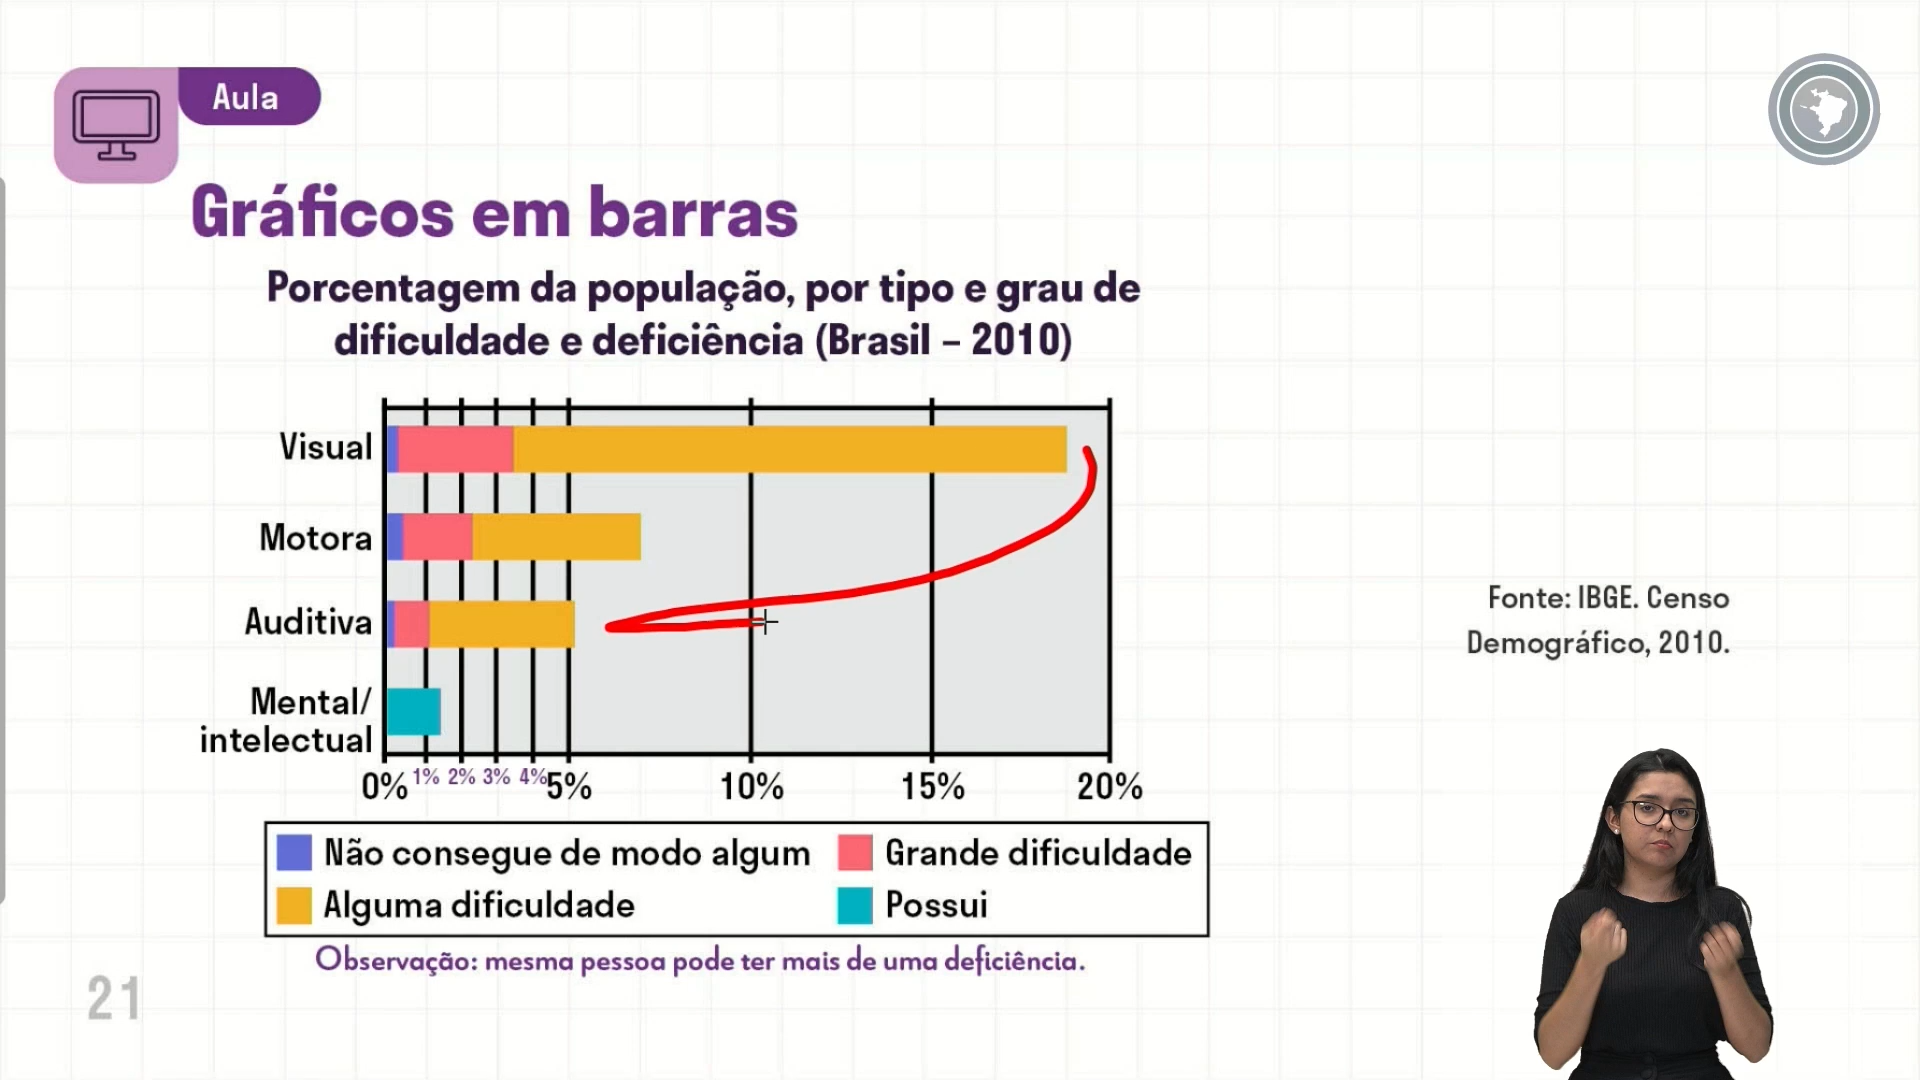 Aula
Gráficos em barras
Porcentagem da população, por tipo e grau de
dificuldade e deficiência (Brasil – 2010)
Visual
Motora
Auditiva
Mental/
intelectual
0% 1% 2% 3% 4% 5% 10% 15% 20%
Não consegue de modo algum Grande dificuldade
Alguma dificuldade Possui
Observação: mesma pessoa pode ter mais de uma deficiência.
Fonte: IBGE. Censo
Demográfico, 2010.
21